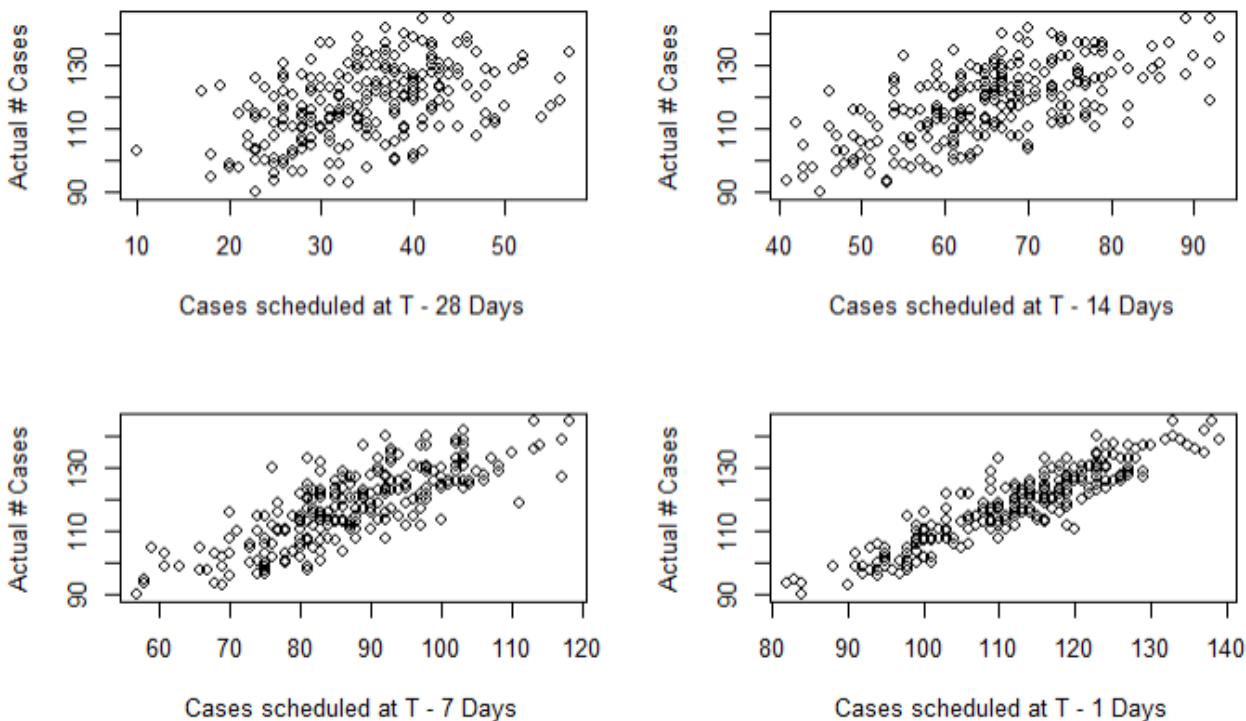 Actual # Cases
90 110 130
10 20 30 40 50
Cases scheduled at T - 28 Days
Actual # Cases
90 110 130
40 50 60 70 80 90
Cases scheduled at T - 14 Days
Actual # Cases
90 110 130
60 70 80 90 100 110 120
Cases scheduled at T - 7 Days
Actual # Cases
90 110 130
80 90 100 110 120 130 140
Cases scheduled at T - 1 Days